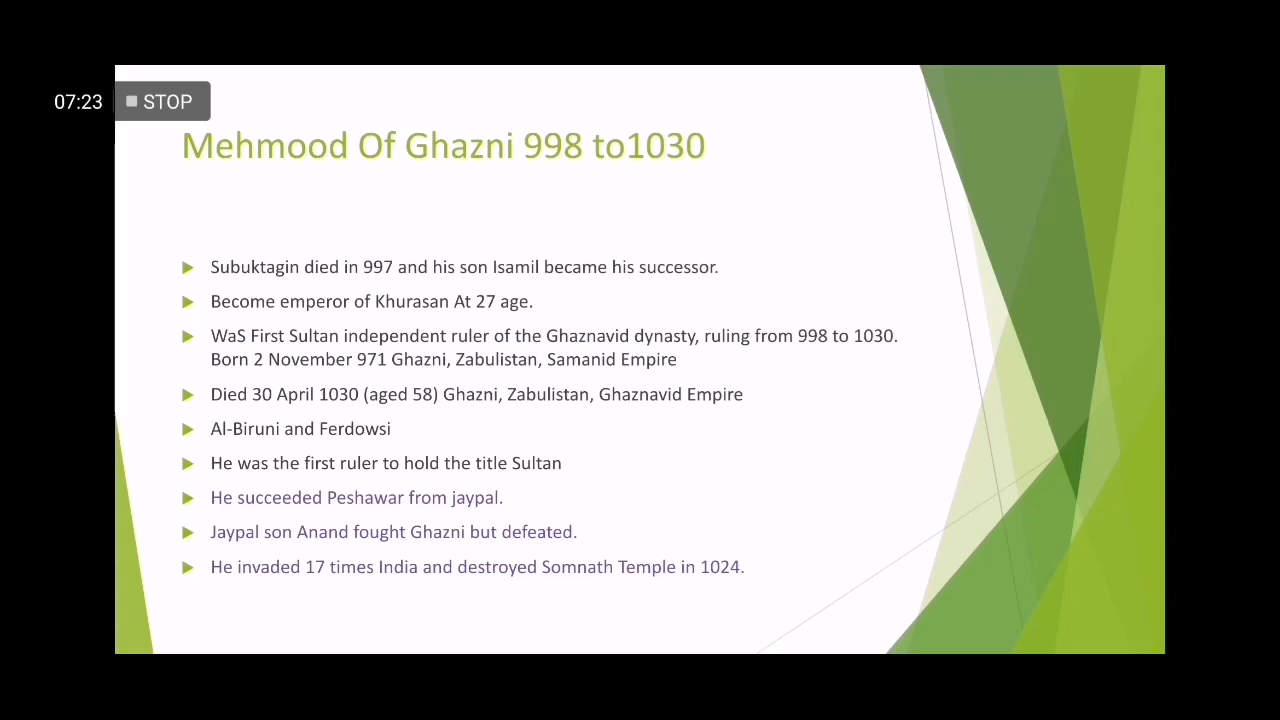 07:23
STOP
Mehmood Of Ghazni 998 to1030
Subuktagin died in 997 and his son Isamil became his successor.
Become emperor of Khurasan At 27 age.
WaS First Sultan independent ruler of the Ghaznavid dynasty, ruling from 998 to 1030.
Born 2 November 971 Ghazni, Zabulistan, Samanid Empire
Died 30 April 1030 (aged 58) Ghazni, Zabulistan, Ghaznavid Empire
Al-Biruni and Ferdowsi
He was the first ruler to hold the title Sultan
He succeeded Peshawar from jaypal.
Jaypal son Anand fought Ghazni but defeated.
He invaded 17 times India and destroyed Somnath Temple in 1024.